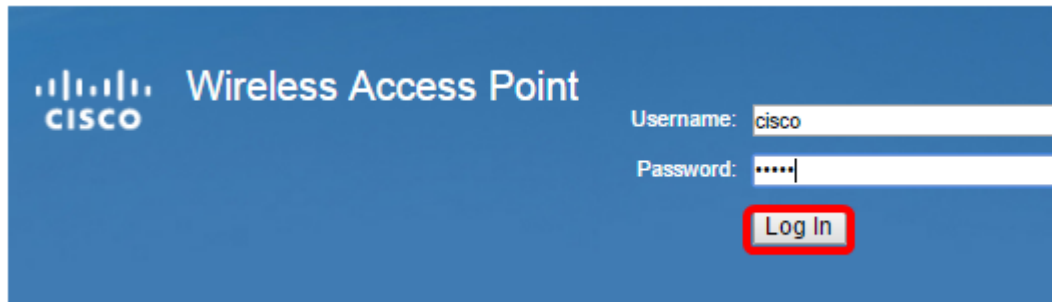 CISCO
Wireless Access Point
Username: cisco
Password: •••••
Log In